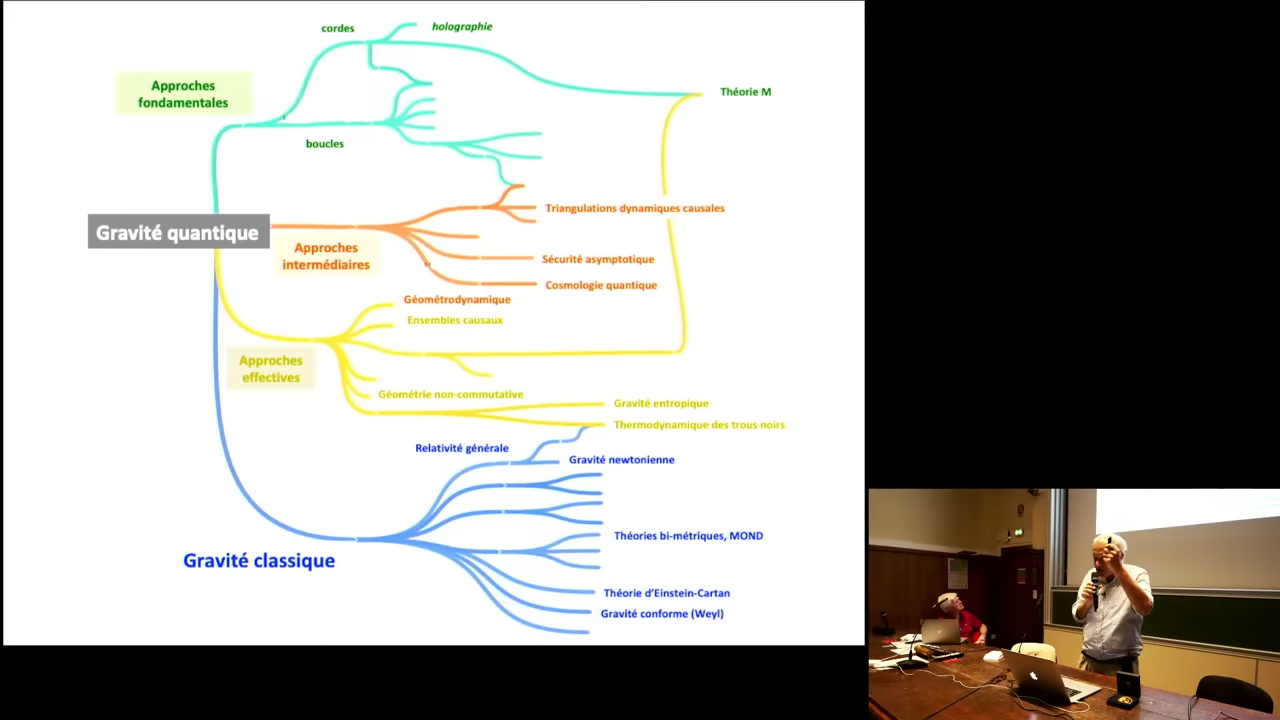 cordes
holographie
Approches
fondamentales
Théorie M
boucles
Triangulations dynamiques causales
Gravité quantique
Approches
intermédiaires
Sécurité asymptotique
Cosmologie quantique
Géométrodynamique
Ensembles causaux
Approches
effectives
Géométrie non-commutative
Gravité entropique
Thermodynamique des trous noirs
Relativité générale
Gravité newtonienne
Théories bi-métriques, MOND
Gravité classique
Théorie d'Einstein-Cartan
Gravité conforme (Weyl)